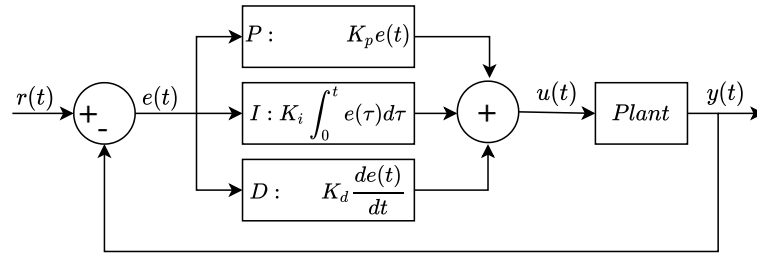 r(t)
+
-
e(t)
P : K_p e(t)
I : K_i ∫_0^t e(τ)dτ
D : K_d de(t)/dt
+
u(t)
Plant
y(t)